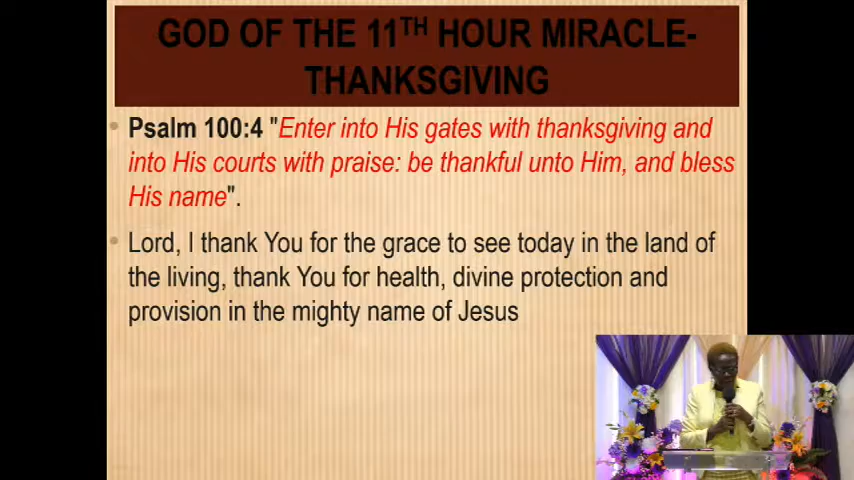 GOD OF THE 11TH HOUR MIRACLE-
THANKSGIVING
• Psalm 100:4 "Enter into His gates with thanksgiving and
into His courts with praise: be thankful unto Him, and bless
His name".
• Lord, I thank You for the grace to see today in the land of
the living, thank You for health, divine protection and
provision in the mighty name of Jesus